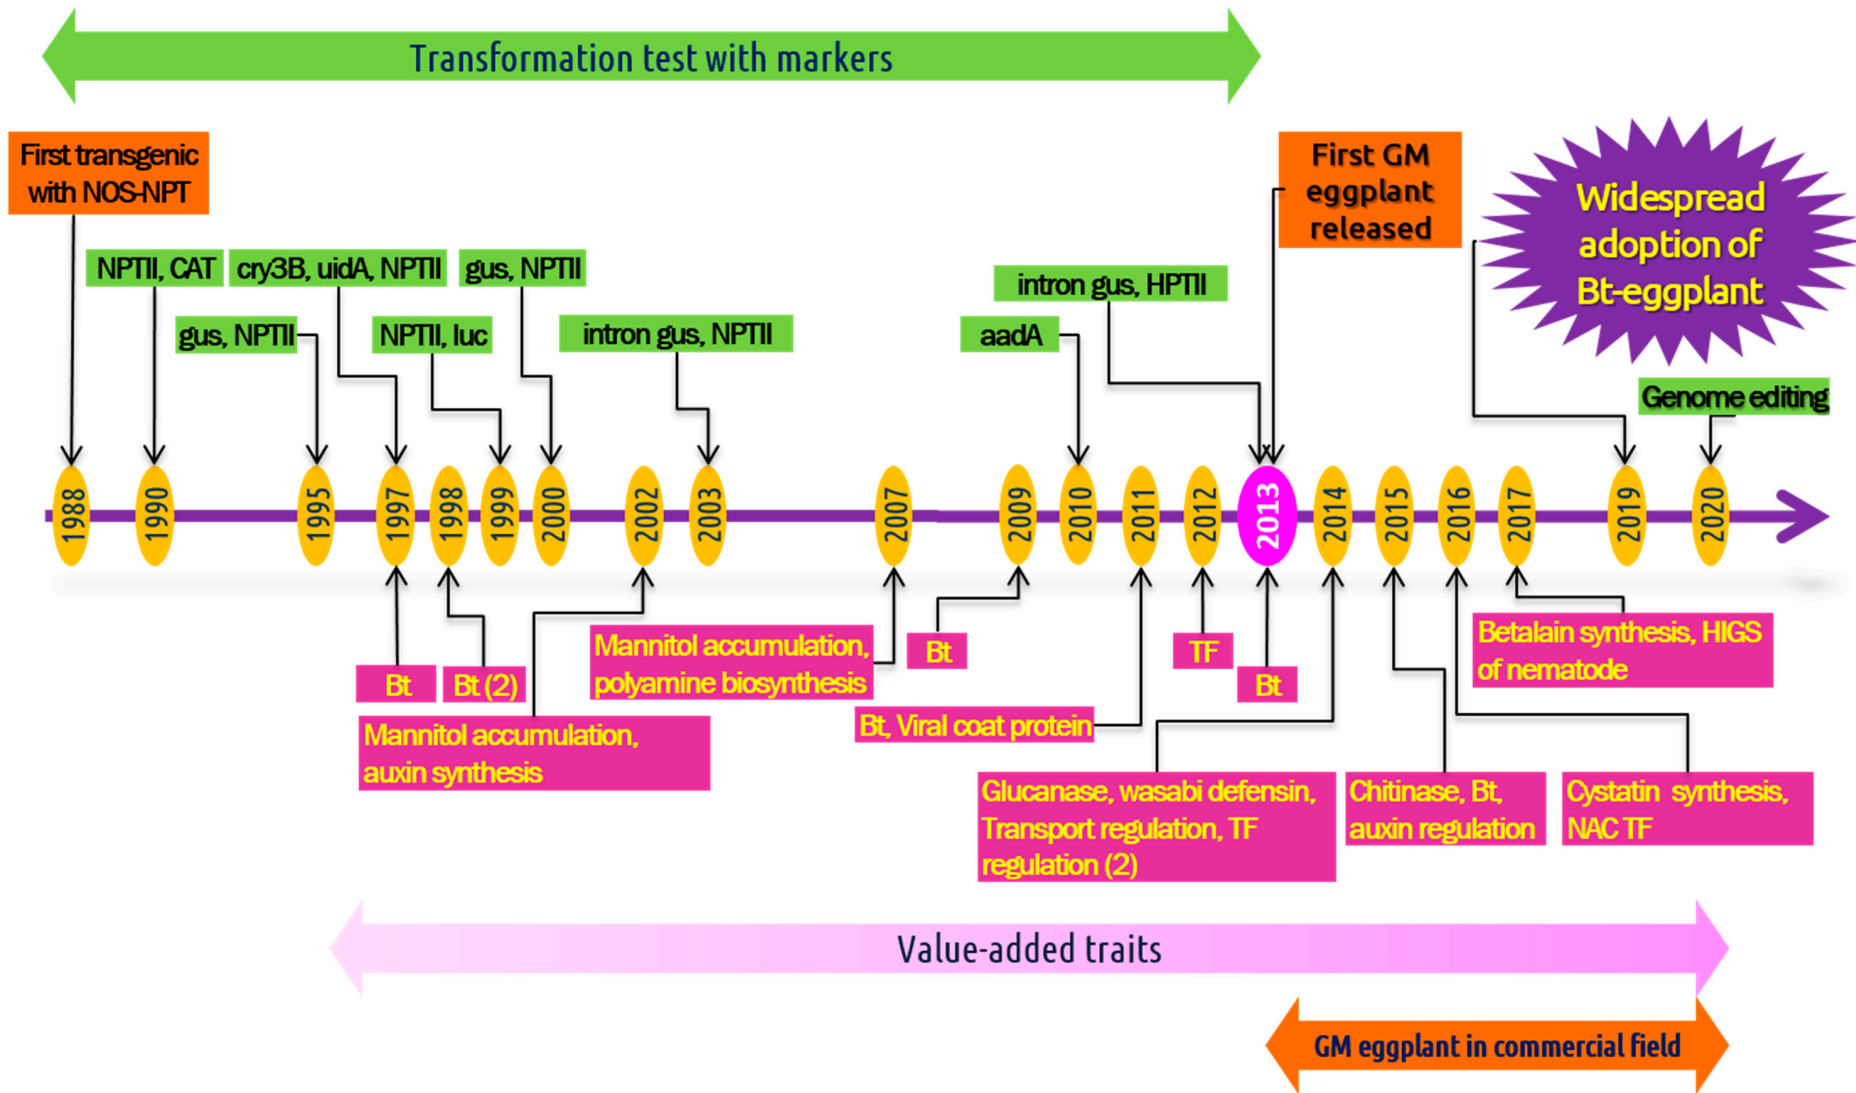 Transformation test with markers
First transgenic
with NOS-NPT
First GM
eggplant
released
Widespread
adoption of
Bt-eggplant
NPTII, CAT
cry3B, uidA, NPTII
gus, NPTII
intron gus, HPTII
gus, NPTII
NPTII, luc
intron gus, NPTII
aadA
Genome editing
1988
1990
1995
1997
1998
1999
2000
2002
2003
2007
2009
2010
2011
2012
2013
2014
2015
2016
2017
2019
2020
Bt
Bt (2)
Mannitol accumulation,
auxin synthesis
Mannitol accumulation,
polyamine biosynthesis
Bt
Bt, Viral coat protein
TF
Bt
Glucanase, wasabi defensin,
Transport regulation, TF
regulation (2)
Chitinase, Bt,
auxin regulation
Cystatin synthesis,
NAC TF
Betalain synthesis, HIGS
of nematode
Value-added traits
GM eggplant in commercial field